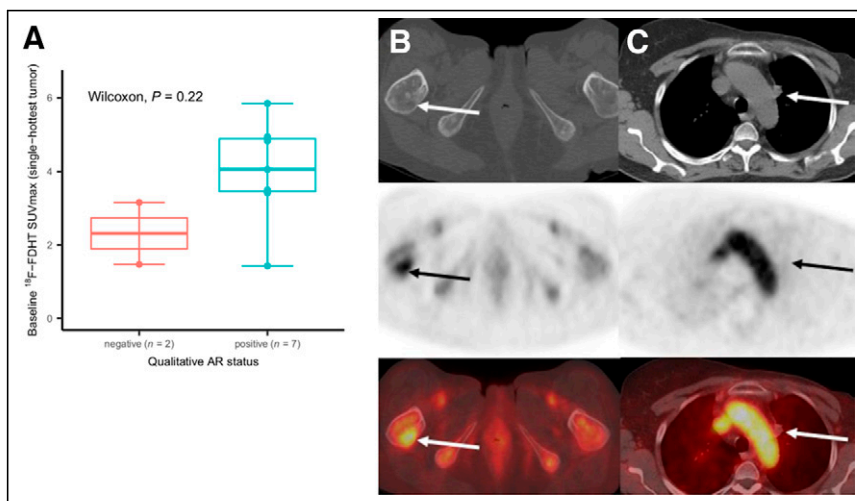 A
B
C
Wilcoxon, P = 0.22
Baseline ¹⁸F−FDHT SUVmax (single−hottest tumor)
6
4
2
0
negative (n = 2)
positive (n = 7)
Qualitative AR status